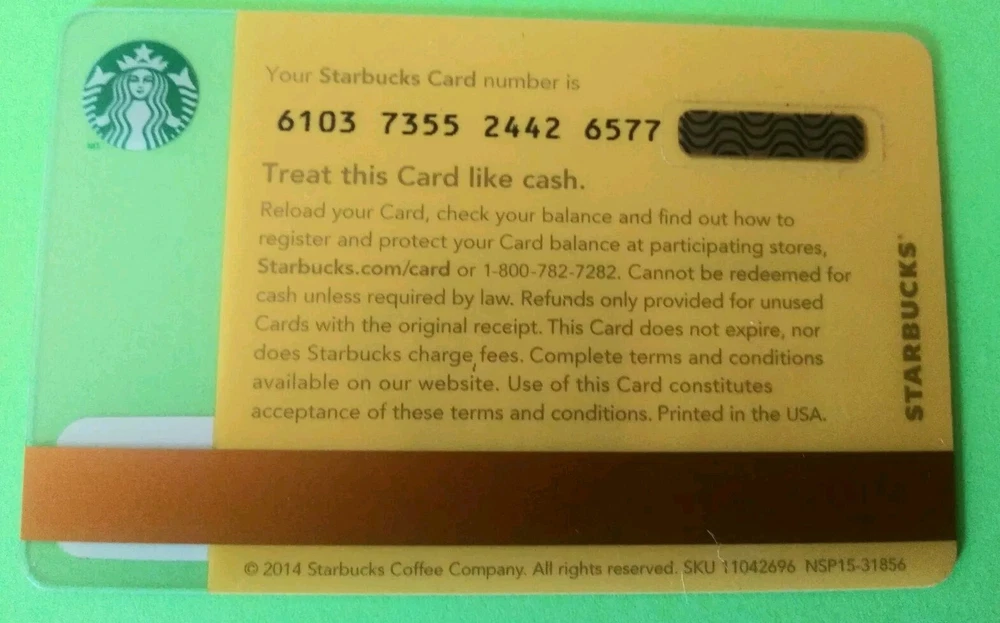 Your Starbucks Card number is
6103 7355 2442 6577
Treat this Card like cash.
Reload your Card, check your balance and find out how to
register and protect your Card balance at participating stores,
Starbucks.com/card or 1-800-782-7282. Cannot be redeemed for
cash unless required by law. Refunds only provided for unused
Cards with the original receipt. This Card does not expire, nor
does Starbucks charge fees. Complete terms and conditions
available on our website. Use of this Card constitutes
acceptance of these terms and conditions. Printed in the USA.
STARBUCKS
© 2014 Starbucks Coffee Company. All rights reserved. SKU 11042696 NSP15-31856